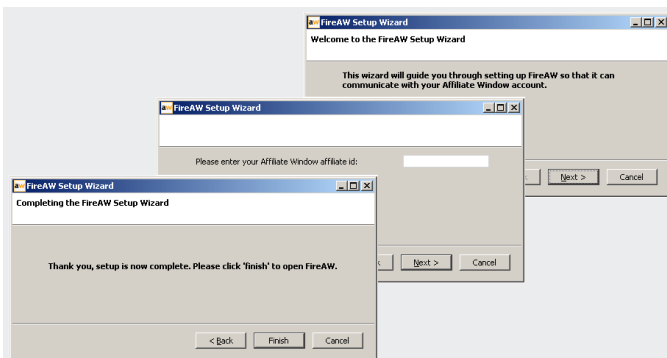 aw FireAW Setup Wizard
Welcome to the FireAW Setup Wizard
This wizard will guide you through setting up FireAW so that it can
communicate with your Affiliate Window account.
Next >
Cancel
aw FireAW Setup Wizard
Please enter your Affiliate Window affiliate id:
Next >
Cancel
aw FireAW Setup Wizard
Completing the FireAW Setup Wizard
Thank you, setup is now complete. Please click 'finish' to open FireAW.
< Back
Finish
Cancel